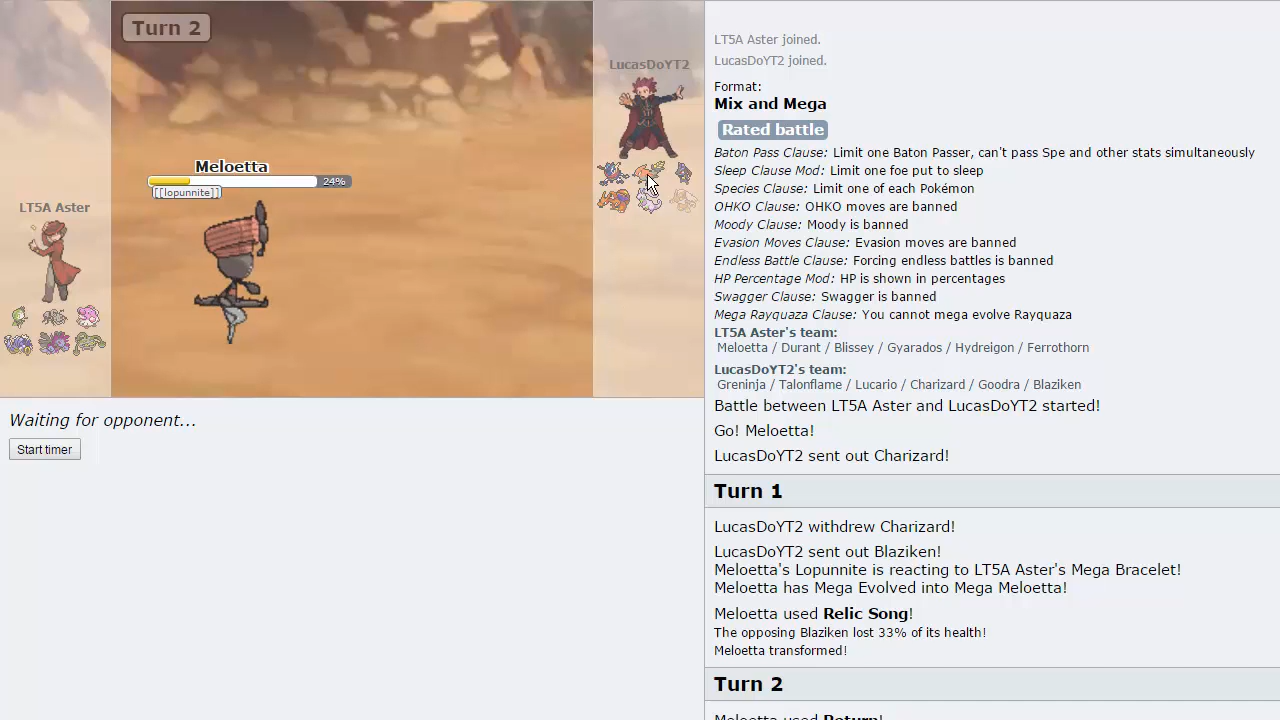 Turn 2
LucasDoYT2
Meloetta
24%
[[lopunnite]]
LT5A Aster
Waiting for opponent...
Start timer
LT5A Aster joined.
LucasDoYT2 joined.
Format:
Mix and Mega
Rated battle
Baton Pass Clause: Limit one Baton Passer, can't pass Spe and other stats simultaneously
Sleep Clause Mod: Limit one foe put to sleep
Species Clause: Limit one of each Pokémon
OHKO Clause: OHKO moves are banned
Moody Clause: Moody is banned
Evasion Moves Clause: Evasion moves are banned
Endless Battle Clause: Forcing endless battles is banned
HP Percentage Mod: HP is shown in percentages
Swagger Clause: Swagger is banned
Mega Rayquaza Clause: You cannot mega evolve Rayquaza
LT5A Aster's team:
Meloetta / Durant / Blissey / Gyarados / Hydreigon / Ferrothorn
LucasDoYT2's team:
Greninja / Talonflame / Lucario / Charizard / Goodra / Blaziken
Battle between LT5A Aster and LucasDoYT2 started!
Go! Meloetta!
LucasDoYT2 sent out Charizard!
Turn 1
LucasDoYT2 withdrew Charizard!
LucasDoYT2 sent out Blaziken!
Meloetta's Lopunnite is reacting to LT5A Aster's Mega Bracelet!
Meloetta has Mega Evolved into Mega Meloetta!
Meloetta used Relic Song!
The opposing Blaziken lost 33% of its health!
Meloetta transformed!
Turn 2
Meloetta used Return!